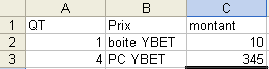 A B C
1 QT Prix montant
2 1 boite YBET 10
3 4 PC YBET 345